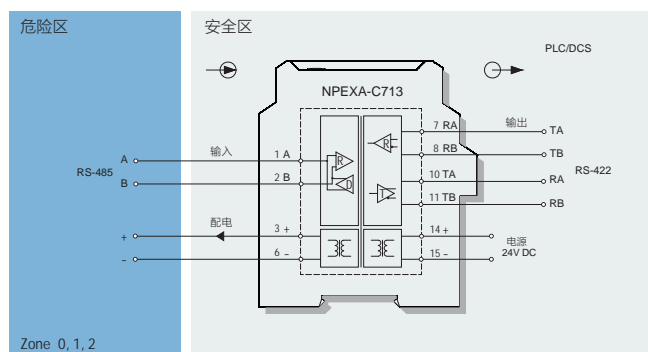 危险区 安全区
PLC/DCS
NPEXA-C713
7 RA 输出 TA
输入 1 A R R 8 RB TB
A
RS-485 RS-422
B 2 B D T 10 TA RA
11 TB RB
配电 3 + 14 + 电源
+
24V DC
- 6 - 15 -
Zone 0,1,2